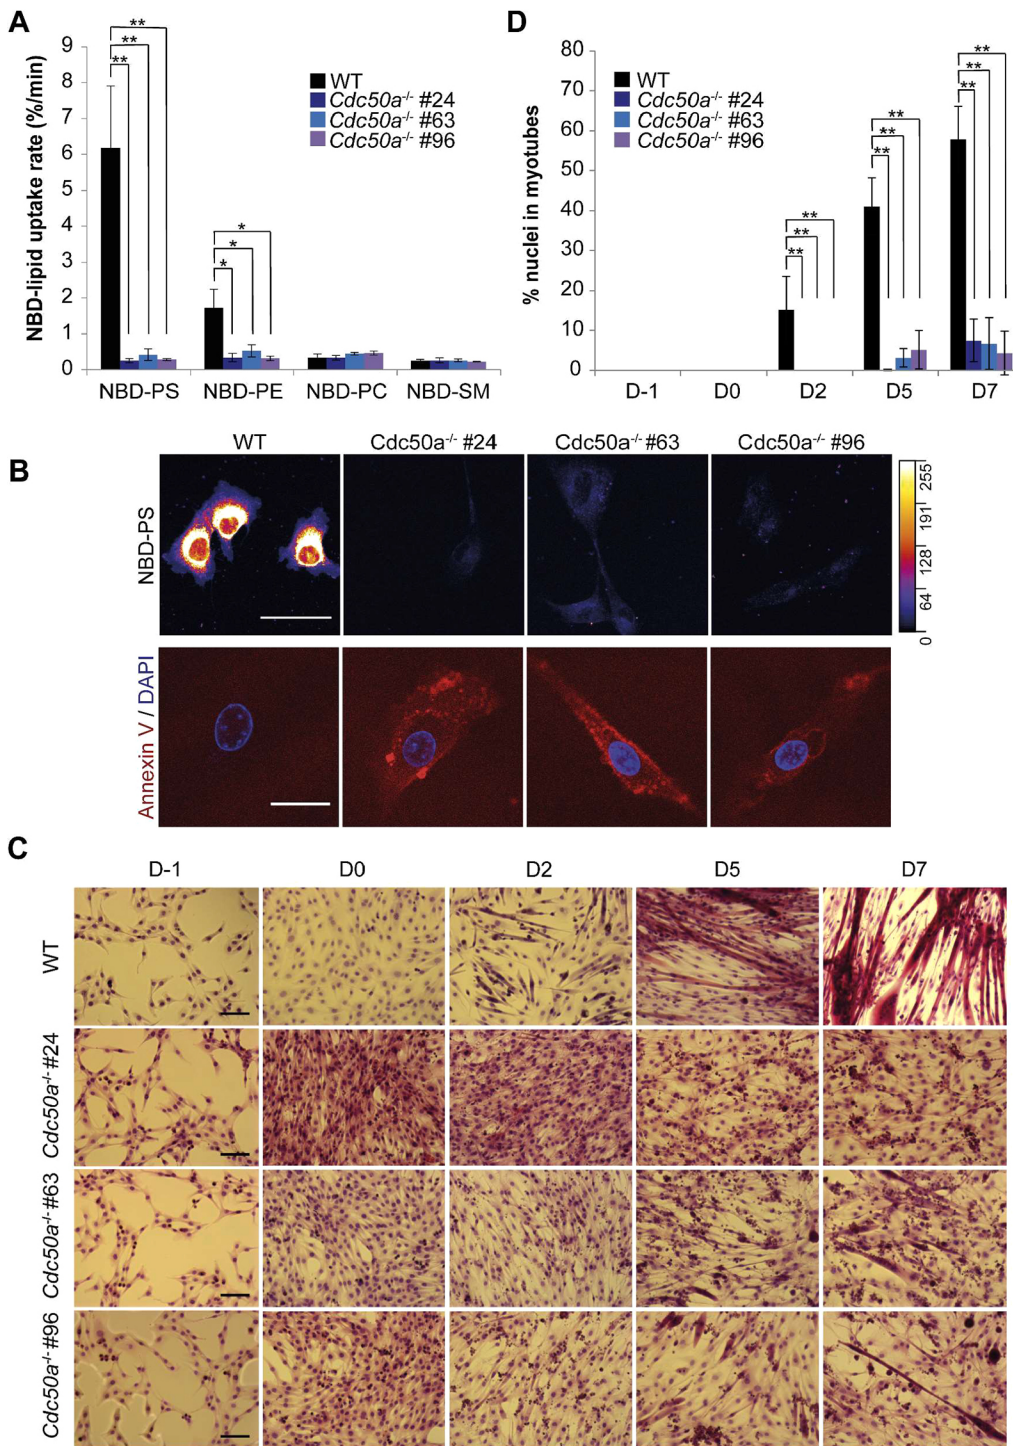 A
NBD-lipid uptake rate (%/min)
9
8
7
6
5
4
3
2
1
0
**
**
**
*
*
*
WT
Cdc50a-/- #24
Cdc50a-/- #63
Cdc50a-/- #96
NBD-PS NBD-PE NBD-PC NBD-SM
D
% nuclei in myotubes
80
70
60
50
40
30
20
10
0
WT
Cdc50a-/- #24
Cdc50a-/- #63
Cdc50a-/- #96
**
**
**
**
**
**
**
**
**
D-1 D0 D2 D5 D7
B
WT Cdc50a-/- #24 Cdc50a-/- #63 Cdc50a-/- #96
NBD-PS
255
191
128
64
0
Annexin V / DAPI
C
D-1 D0 D2 D5 D7
WT
Cdc50a-/- #24
Cdc50a-/- #63
Cdc50a-/- #96